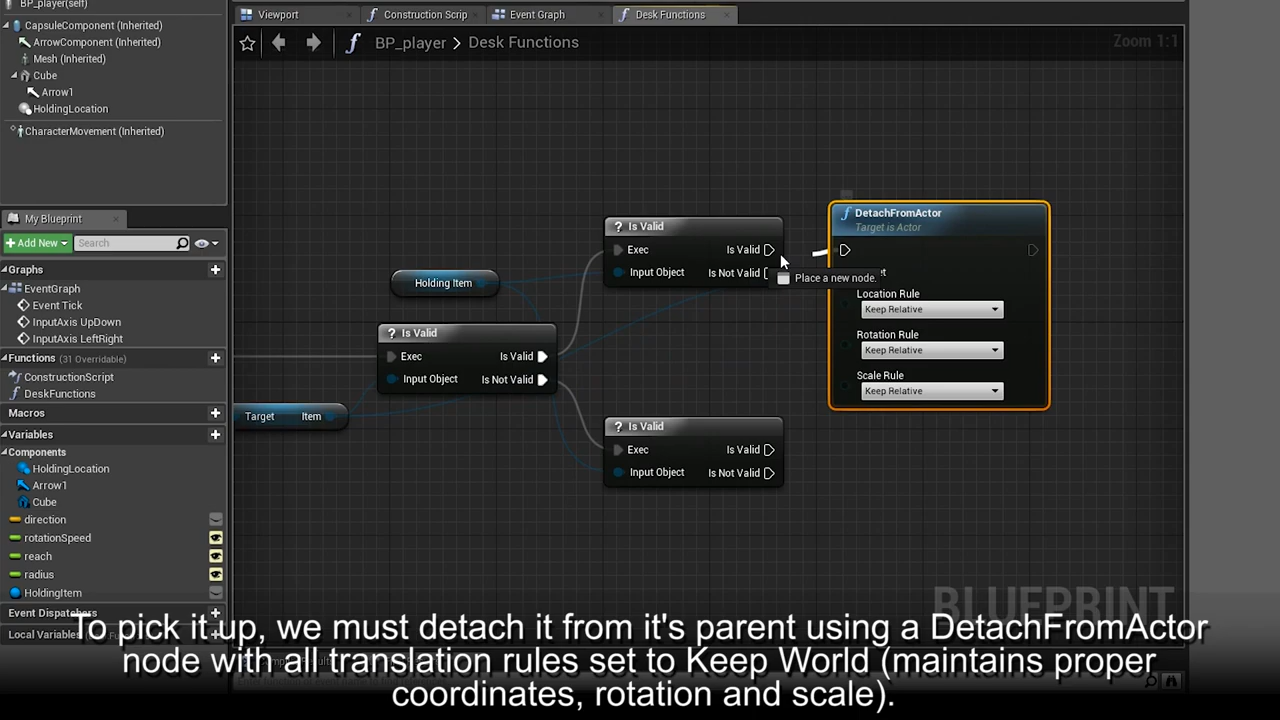 BP_player(self)
CapsuleComponent (Inherited)
ArrowComponent (Inherited)
Mesh (Inherited)
Cube
Arrow1
HoldingLocation
CharacterMovement (Inherited)
My Blueprint
Add New
Search
Graphs
EventGraph
Event Tick
InputAxis UpDown
InputAxis LeftRight
Functions (31 Overridable)
ConstructionScript
DeskFunctions
Macros
Variables
Components
HoldingLocation
Arrow1
Cube
direction
rotationSpeed
reach
radius
HoldingItem
Event Dispatchers
Local Variables
Viewport
Construction Scrip
Event Graph
Desk Functions
BP_player > Desk Functions
Zoom 1:1
Holding Item
Target Item
? Is Valid
Exec Is Valid
Input Object Is Not Valid
? Is Valid
Exec Is Valid
Input Object Is Not Valid
? Is Valid
Exec Is Valid
Input Object Is Not Valid
Place a new node.
DetachFromActor
Target is Actor
Location Rule
Keep Relative
Rotation Rule
Keep Relative
Scale Rule
Keep Relative
BLUEPRINT
To pick it up, we must detach it from it's parent using a DetachFromActor
node with all translation rules set to Keep World (maintains proper
coordinates, rotation and scale).